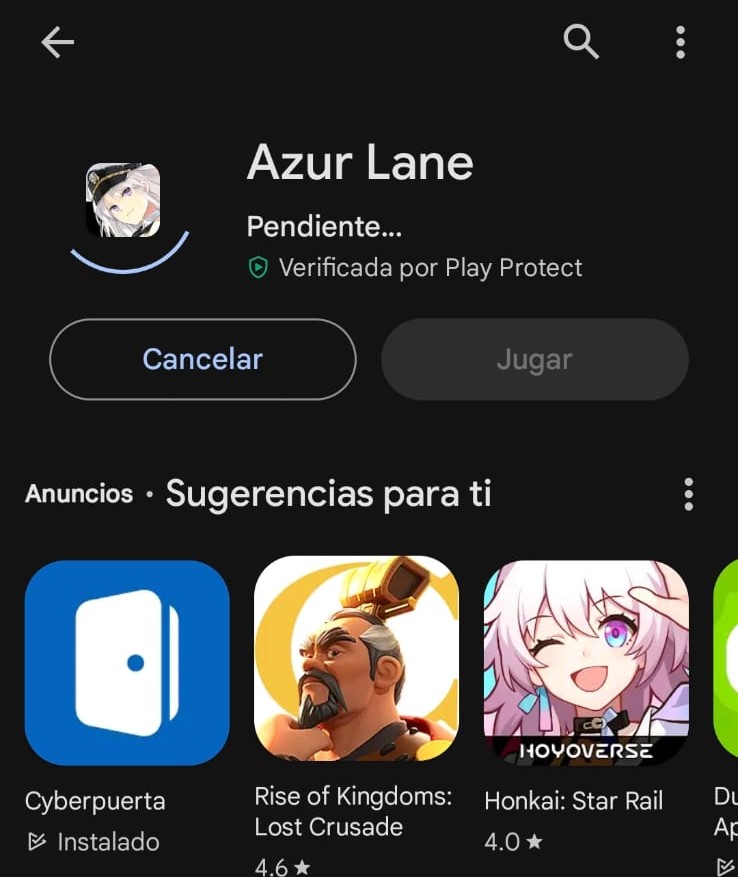 Azur Lane
Pendiente...
Verificada por Play Protect
Cancelar
Jugar
Anuncios • Sugerencias para ti
HOYOVERSE
Cyberpuerta
Instalado
Rise of Kingdoms:
Lost Crusade
4.6 ★
Honkai: Star Rail
4.0 ★
Du
Ap